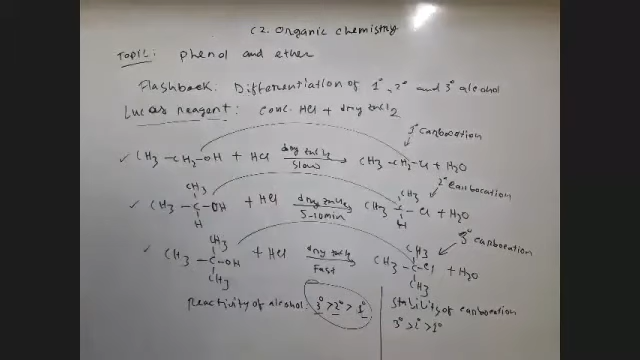 C2. Organic chemistry
Topic: phenol and ether
Flashback: Differentiation of 1°, 2° and 3° alcohol
Lucas reagent: Conc. HCl + dry ZnCl2
1° carbocation
CH3 – CH2 – OH + HCl dry ZnCl2 Slow CH3 – CH2 – Cl + H2O
2° carbocation
CH3
CH3
CH3 – C – OH + HCl dry ZnCl2 5-10min CH3 – C – Cl + H2O
H
H
3° carbocation
CH3
CH3
CH3 – C – OH + HCl dry ZnCl2 Fast CH3 – C – Cl + H2O
CH3
CH3
reactivity of alcohol: 3° > 2° > 1°
stability of carbocation
3° > 2° > 1°